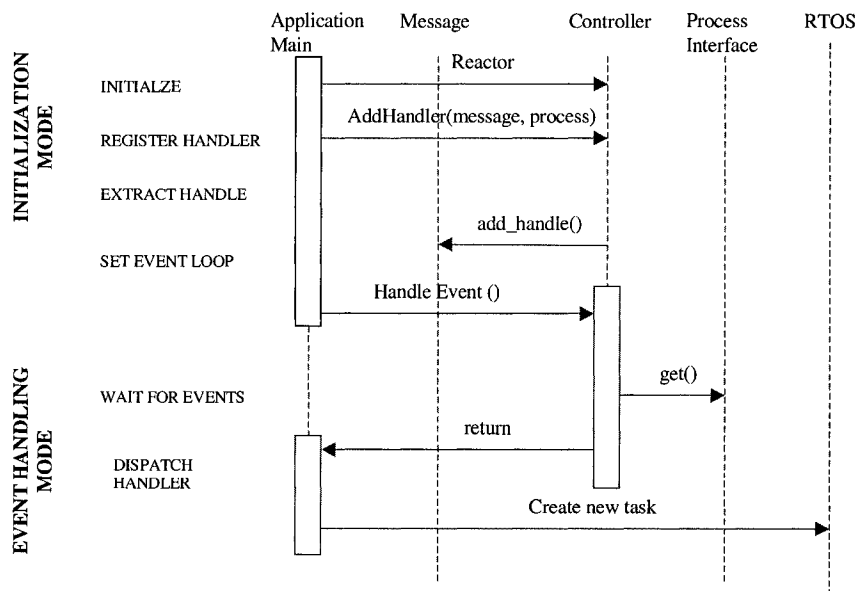 Application Main
Message
Controller
Process Interface
RTOS
INITIALIZATION MODE
INITIALZE
Reactor
REGISTER HANDLER
AddHandler(message, process)
EXTRACT HANDLE
add_handle()
SET EVENT LOOP
Handle Event ()
EVENT HANDLING MODE
WAIT FOR EVENTS
get()
return
DISPATCH
HANDLER
Create new task